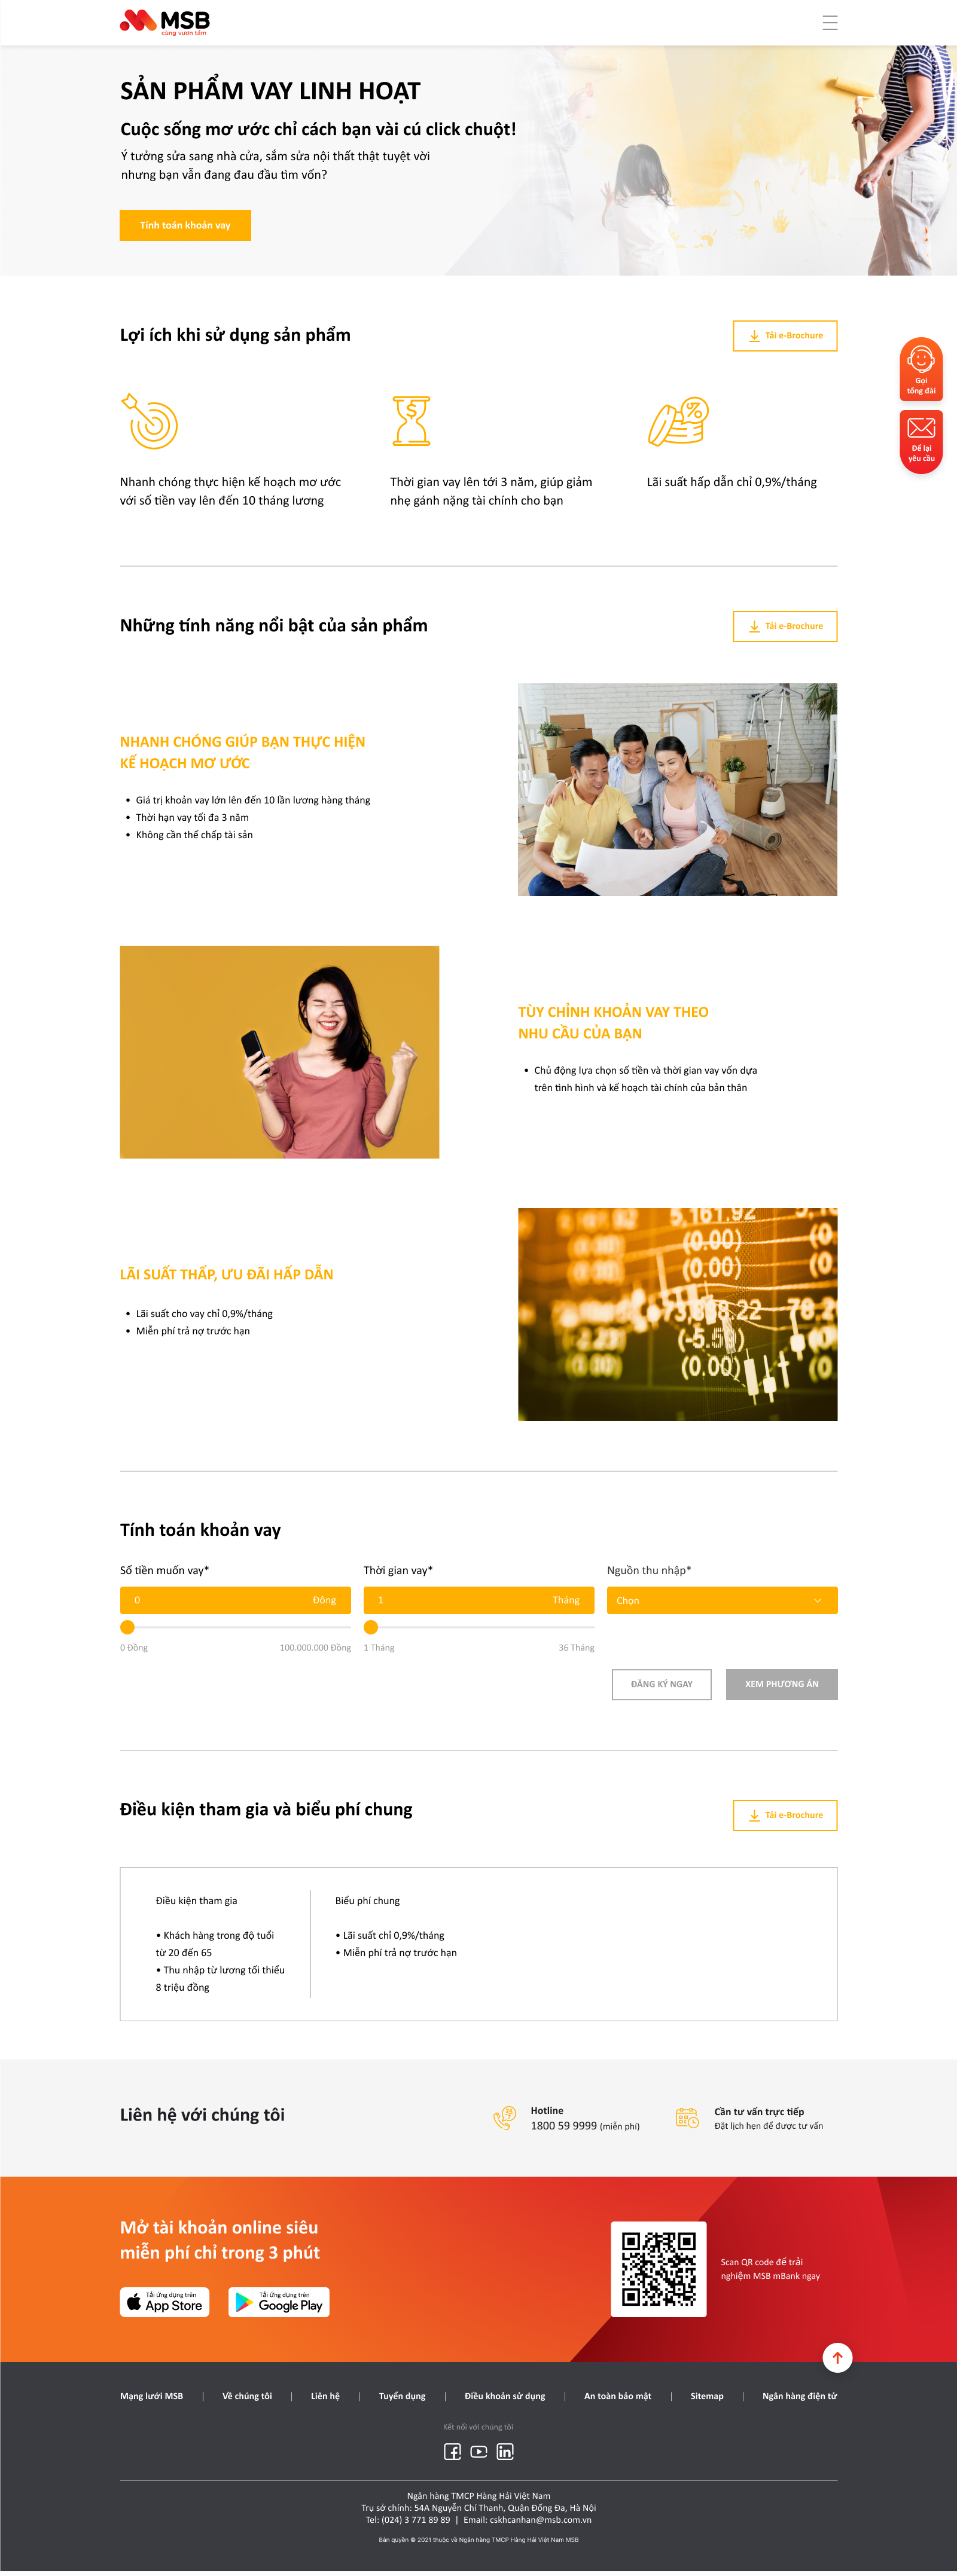 MSB
cùng vươn tầm
SẢN PHẨM VAY LINH HOẠT
Cuộc sống mơ ước chỉ cách bạn vài cú click chuột!
Ý tưởng sửa sang nhà cửa, sắm sửa nội thất thật tuyệt vời
nhưng bạn vẫn đang đau đầu tìm vốn?
Tính toán khoản vay
Lợi ích khi sử dụng sản phẩm
Tải e-Brochure
Gọi
tổng đài
Để lại
yêu cầu
Nhanh chóng thực hiện kế hoạch mơ ước
với số tiền vay lên đến 10 tháng lương
Thời gian vay lên tới 3 năm, giúp giảm
nhẹ gánh nặng tài chính cho bạn
Lãi suất hấp dẫn chỉ 0,9%/tháng
Những tính năng nổi bật của sản phẩm
Tải e-Brochure
NHANH CHÓNG GIÚP BẠN THỰC HIỆN
KẾ HOẠCH MƠ ƯỚC
• Giá trị khoản vay lớn lên đến 10 lần lương hàng tháng
• Thời hạn vay tối đa 3 năm
• Không cần thế chấp tài sản
TÙY CHỈNH KHOẢN VAY THEO
NHU CẦU CỦA BẠN
• Chủ động lựa chọn số tiền và thời gian vay vốn dựa
trên tình hình và kế hoạch tài chính của bản thân
5,161.92
(0.00)
(0.00)
(-5.59)
(0.00)
LÃI SUẤT THẤP, ƯU ĐÃI HẤP DẪN
• Lãi suất cho vay chỉ 0,9%/tháng
• Miễn phí trả nợ trước hạn
Tính toán khoản vay
Số tiền muốn vay*
0 Đồng
0 Đồng 100.000.000 Đồng
Thời gian vay*
1 Tháng
1 Tháng 36 Tháng
Nguồn thu nhập*
Chọn
ĐĂNG KÝ NGAY
XEM PHƯƠNG ÁN
Điều kiện tham gia và biểu phí chung
Tải e-Brochure
Điều kiện tham gia
• Khách hàng trong độ tuổi
từ 20 đến 65
• Thu nhập từ lương tối thiểu
8 triệu đồng
Biểu phí chung
• Lãi suất chỉ 0,9%/tháng
• Miễn phí trả nợ trước hạn
Liên hệ với chúng tôi
Hotline
1800 59 9999 (miễn phí)
Cần tư vấn trực tiếp
Đặt lịch hẹn để được tư vấn
Mở tài khoản online siêu
miễn phí chỉ trong 3 phút
Tải ứng dụng trên
App Store
Tải ứng dụng trên
Google Play
Scan QR code để trải
nghiệm MSB mBank ngay
Mạng lưới MSB | Về chúng tôi | Liên hệ | Tuyển dụng | Điều khoản sử dụng | An toàn bảo mật | Sitemap | Ngân hàng điện tử
Kết nối với chúng tôi
Ngân hàng TMCP Hàng Hải Việt Nam
Trụ sở chính: 54A Nguyễn Chí Thanh, Quận Đống Đa, Hà Nội
Tel: (024) 3 771 89 89 | Email: cskhcanhan@msb.com.vn
Bản quyền © 2021 thuộc về Ngân hàng TMCP Hàng Hải Việt Nam MSB